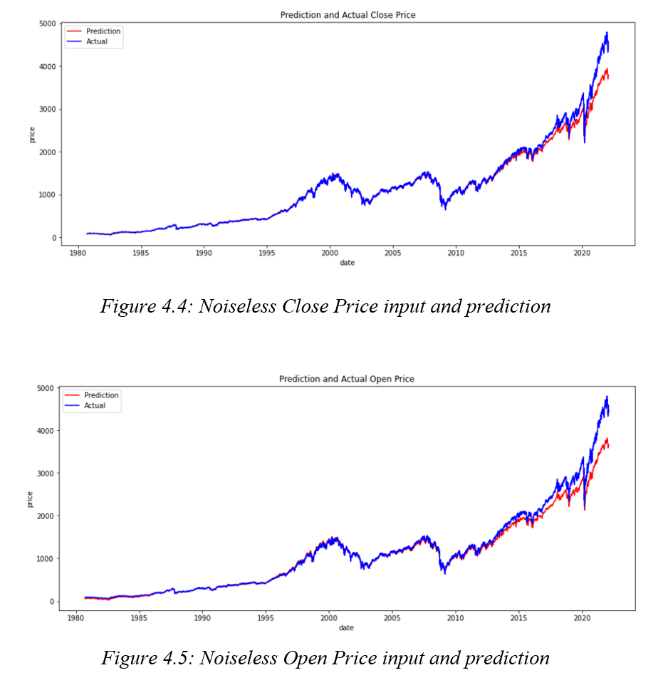 Prediction and Actual Close Price
5000
4000
3000
2000
1000
0
price
Prediction
Actual
1980 1985 1990 1995 2000 2005 2010 2015 2020
date
Figure 4.4: Noiseless Close Price input and prediction
Prediction and Actual Open Price
5000
4000
3000
2000
1000
0
price
Prediction
Actual
1980 1985 1990 1995 2000 2005 2010 2015 2020
date
Figure 4.5: Noiseless Open Price input and prediction